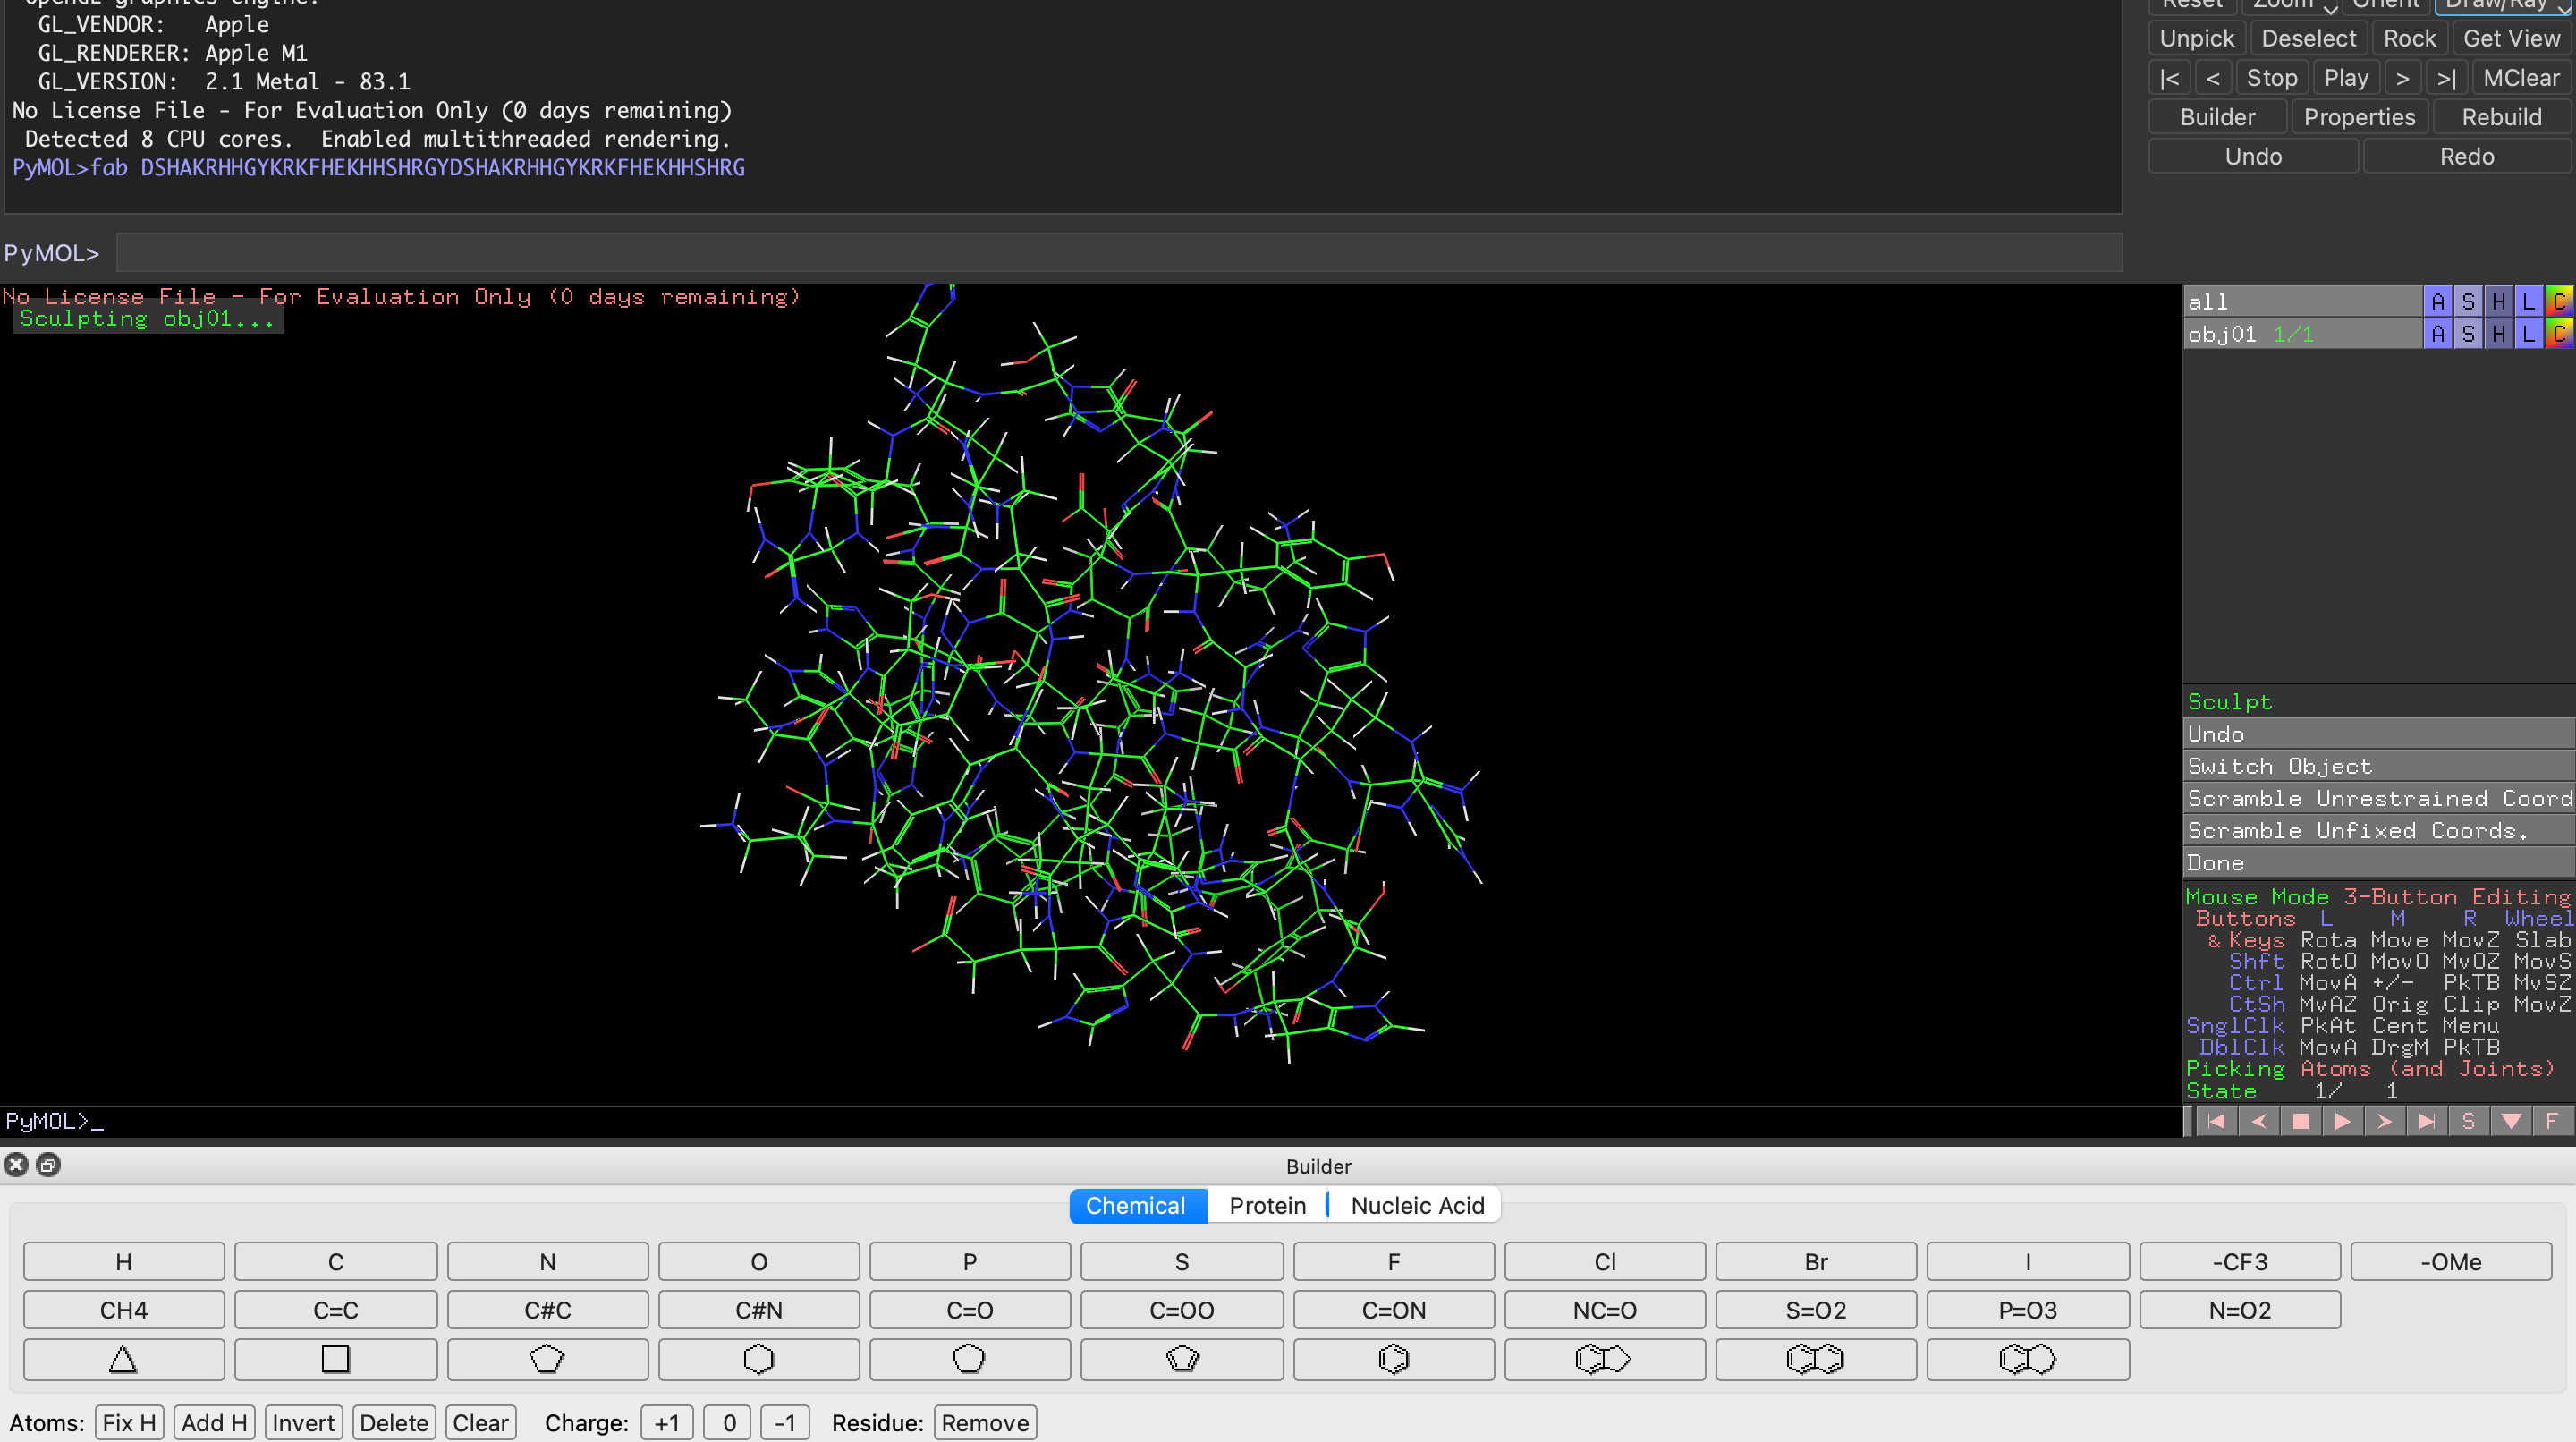 OpenGL graphics engine:
GL_VENDOR:   Apple
GL_RENDERER: Apple M1
GL_VERSION:  2.1 Metal - 83.1
No License File - For Evaluation Only (0 days remaining)
Detected 8 CPU cores.  Enabled multithreaded rendering.
PyMOL>fab DSHAKRHHGYKRKFHEKHHSHRGYDSHAKRHHGYKRKFHEKHHSHRG
PyMOL>
Reset Zoom Orient Draw/Ray
Unpick Deselect Rock Get View
|< < Stop Play > >| MClear
Builder Properties Rebuild
Undo Redo
No License File - For Evaluation Only (0 days remaining)
Sculpting obj01...
all A S H L C
obj01 1/1 A S H L C
Sculpt
Undo
Switch Object
Scramble Unrestrained Coord
Scramble Unfixed Coords.
Done
Mouse Mode 3-Button Editing
Buttons L M R Wheel
& Keys Rota Move MovZ Slab
Shft RotO MovO MvOZ MovS
Ctrl MovA +/- PkTB MvSZ
CtSh MvAZ Orig Clip MovZ
SnglClk PkAt Cent Menu
DblClk MovA DrgM PkTB
Picking Atoms (and Joints)
State 1/ 1
PyMOL>_
S F
Builder
Chemical Protein Nucleic Acid
H C N O P S F Cl Br I -CF3 -OMe
CH4 C=C C#C C#N C=O C=OO C=ON NC=O S=O2 P=O3 N=O2
Atoms: Fix H Add H Invert Delete Clear Charge: +1 0 -1 Residue: Remove